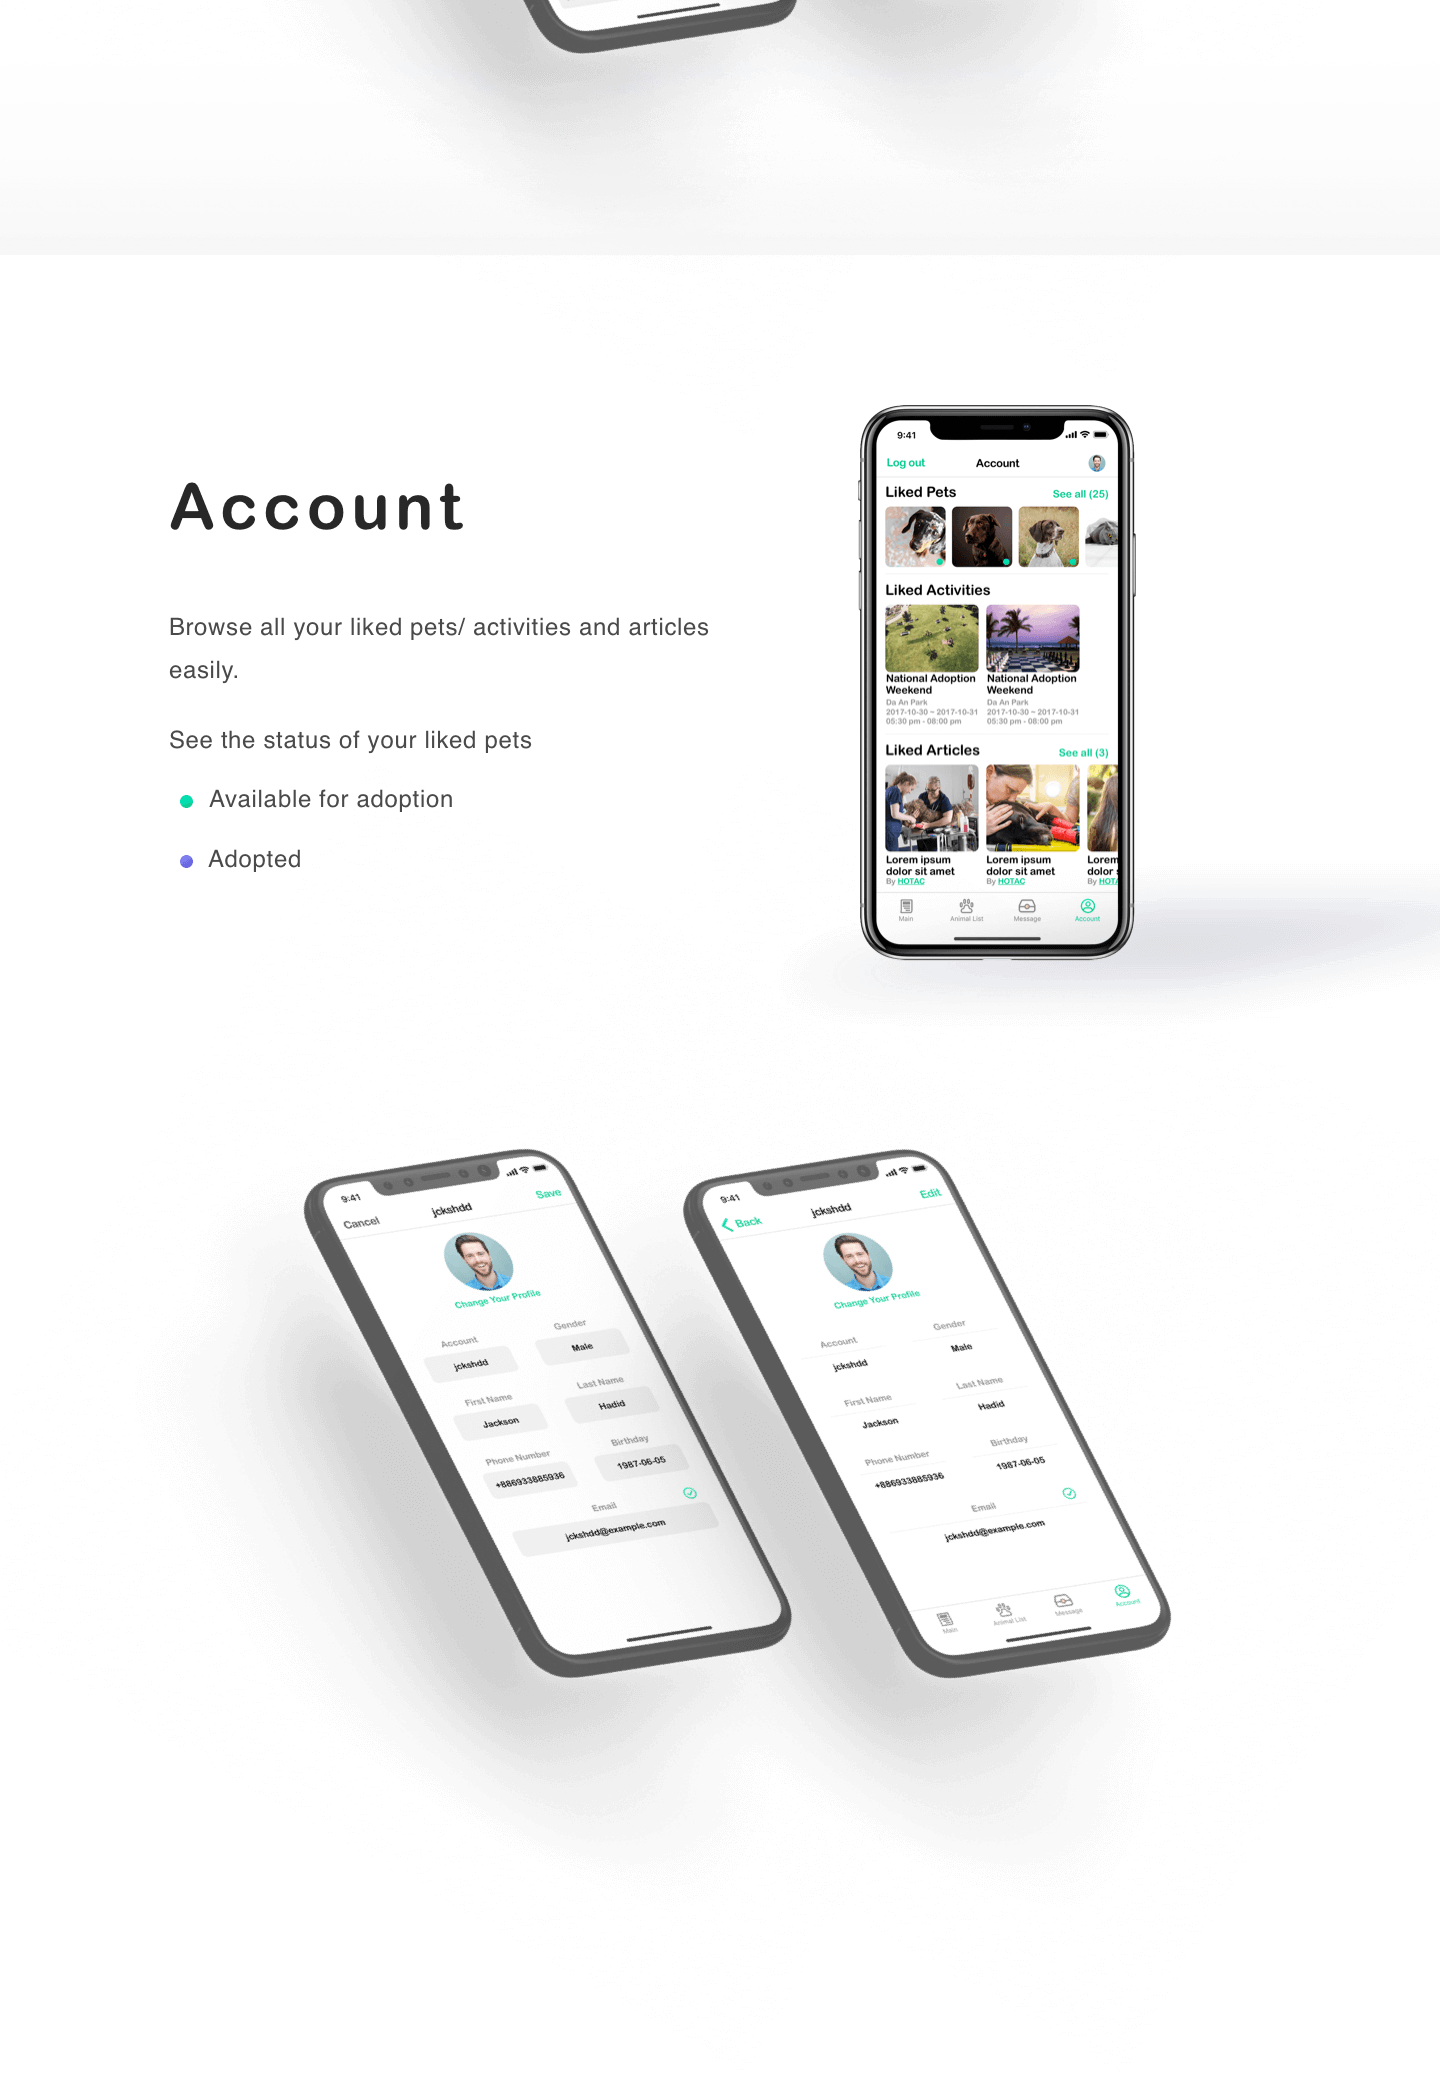 Account
Browse all your liked pets/ activities and articles
easily.
See the status of your liked pets
Available for adoption
Adopted
9:41
Log out
Account
Liked Pets
See all (25)
Liked Activities
National Adoption
Weekend
Da An Park
2017-10-30 ~ 2017-10-31
05:30 pm - 08:00 pm
National Adoption
Weekend
Da An Park
2017-10-30 ~ 2017-10-31
05:30 pm - 08:00 pm
Liked Articles
See all (3)
Lorem ipsum
dolor sit amet
By HOTAC
Lorem ipsum
dolor sit amet
By HOTAC
Lorem
dolor s
By HOTA
Main
Animal List
Message
Account
9:41
Cancel
jckshdd
Save
Change Your Profile
Account
Gender
jckshdd
Male
First Name
Last Name
Jackson
Hadid
Phone Number
Birthday
+886933885936
1987-06-05
Email
jckshdd@example.com
9:41
Back
jckshdd
Edit
Change Your Profile
Account
Gender
jckshdd
Male
First Name
Last Name
Jackson
Hadid
Phone Number
Birthday
+886933885936
1987-06-05
Email
jckshdd@example.com
Main
Animal List
Message
Account